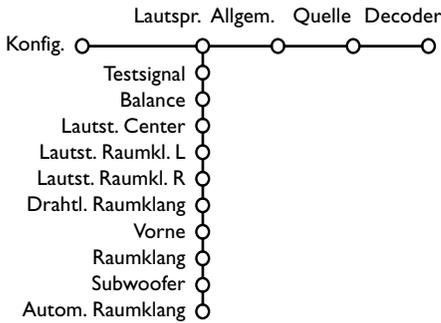 Lautspr. Allgem. Quelle Decoder
Konfig.
Testsignal
Balance
Lautst. Center
Lautst. Raumkl. L
Lautst. Raumkl. R
Drahtl. Raumklang
Vorne
Raumklang
Subwoofer
Autom. Raumklang